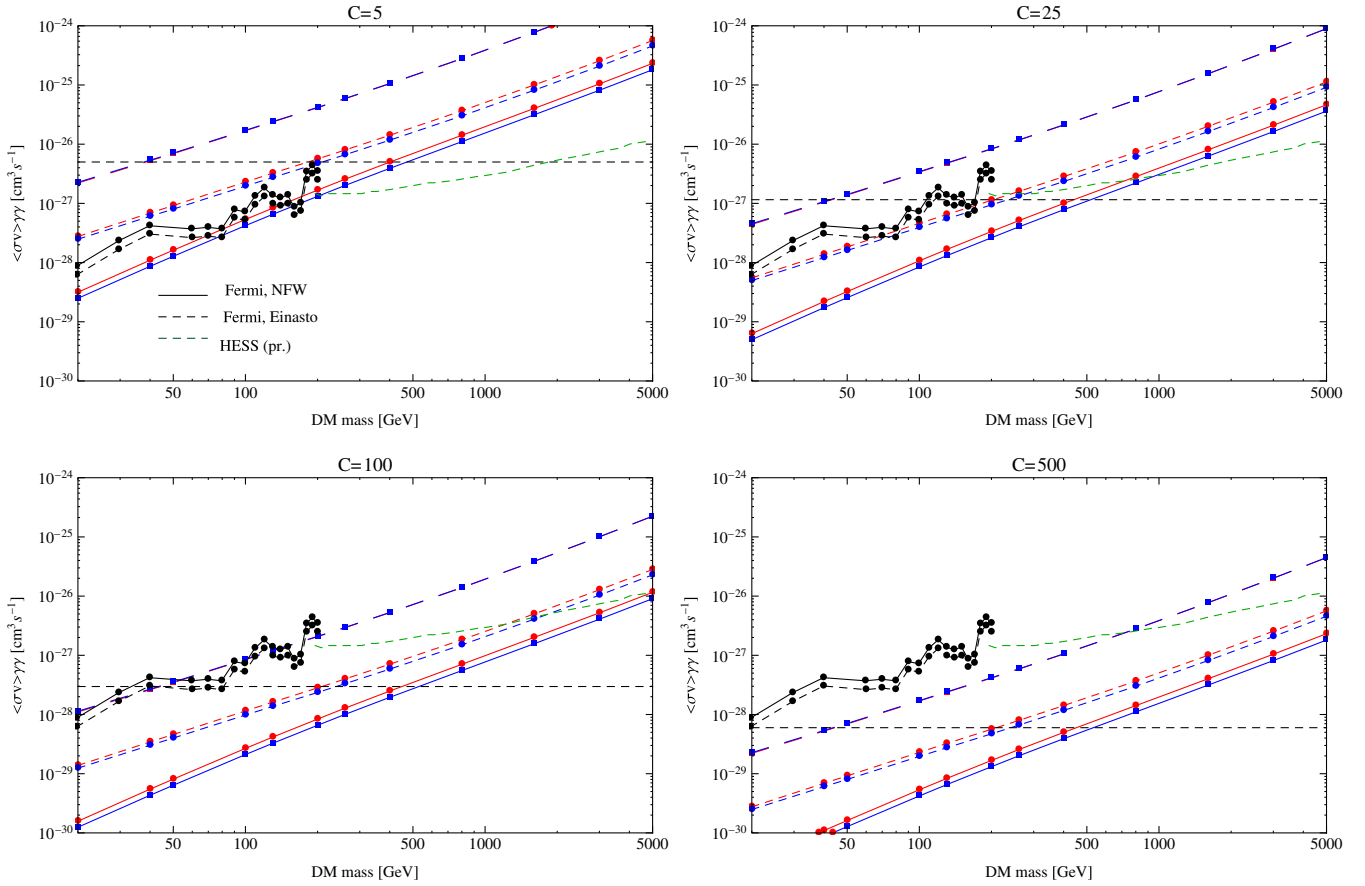 C=5
10^-24
10^-25
10^-26
10^-27
10^-28
10^-29
10^-30
<σv>γγ [cm^3 s^-1]
Fermi, NFW
Fermi, Einasto
HESS (pr.)
50 100 500 1000 5000
DM mass [GeV]
C=25
10^-24
10^-25
10^-26
10^-27
10^-28
10^-29
10^-30
<σv>γγ [cm^3 s^-1]
50 100 500 1000 5000
DM mass [GeV]
C=100
10^-24
10^-25
10^-26
10^-27
10^-28
10^-29
10^-30
<σv>γγ [cm^3 s^-1]
50 100 500 1000 5000
DM mass [GeV]
C=500
10^-24
10^-25
10^-26
10^-27
10^-28
10^-29
10^-30
<σv>γγ [cm^3 s^-1]
50 100 500 1000 5000
DM mass [GeV]